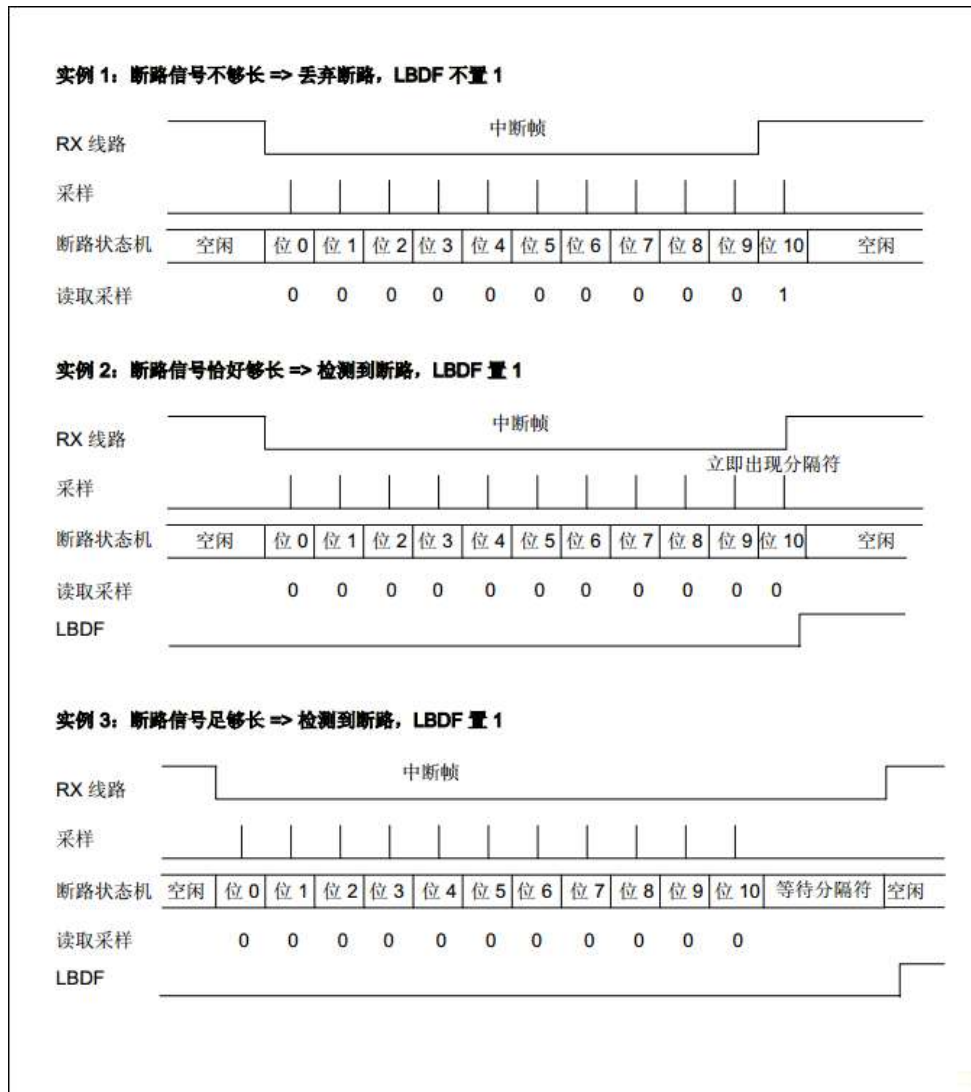 实例 1：断路信号不够长 => 丢弃断路，LBDF 不置 1
中断帧
RX 线路
采样
断路状态机 空闲 位 0 位 1 位 2 位 3 位 4 位 5 位 6 位 7 位 8 位 9 位 10 空闲
读取采样 0 0 0 0 0 0 0 0 0 0 1
实例 2：断路信号恰好够长 => 检测到断路，LBDF 置 1
中断帧
RX 线路
立即出现分隔符
采样
断路状态机 空闲 位 0 位 1 位 2 位 3 位 4 位 5 位 6 位 7 位 8 位 9 位 10 空闲
读取采样 0 0 0 0 0 0 0 0 0 0 0
LBDF
实例 3：断路信号足够长 => 检测到断路，LBDF 置 1
中断帧
RX 线路
采样
断路状态机 空闲 位 0 位 1 位 2 位 3 位 4 位 5 位 6 位 7 位 8 位 9 位 10 等待分隔符 空闲
读取采样 0 0 0 0 0 0 0 0 0 0 0
LBDF